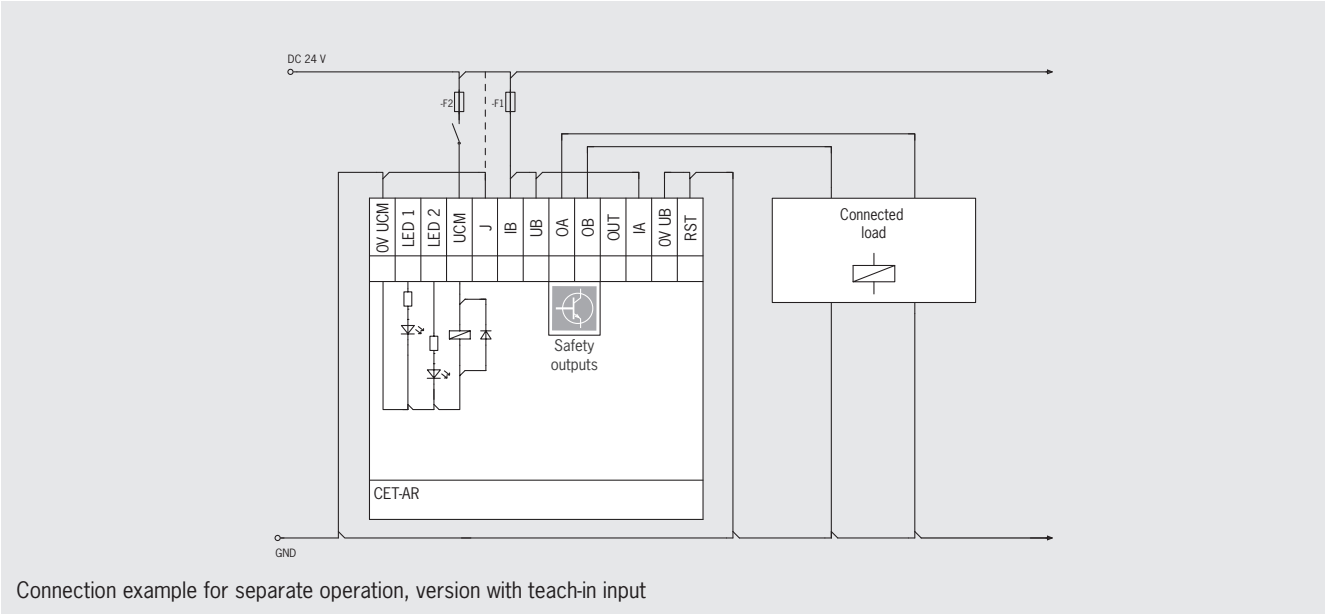 DC 24 V
-F2
-F1
0V UCM
LED 1
LED 2
UCM
J
IB
UB
OA
OB
OUT
IA
0V UB
RST
Connected
load
Safety
outputs
CET-AR
GND
Connection example for separate operation, version with teach-in input